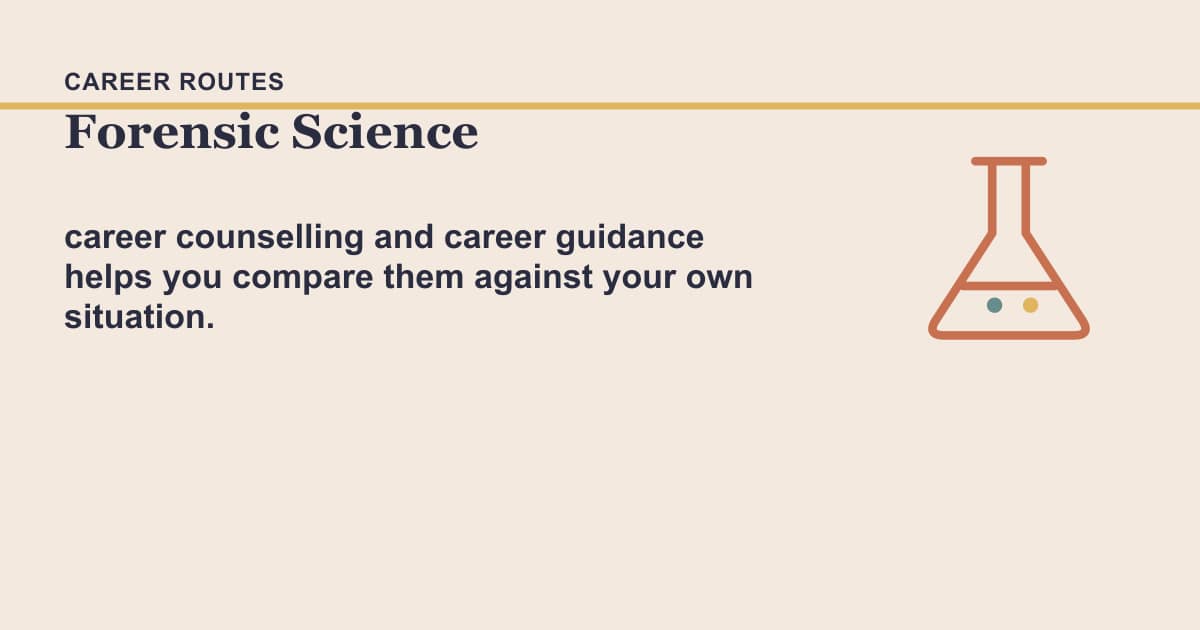 CAREER ROUTES
Forensic Science
career counselling and career guidance
helps you compare them against your own
situation.